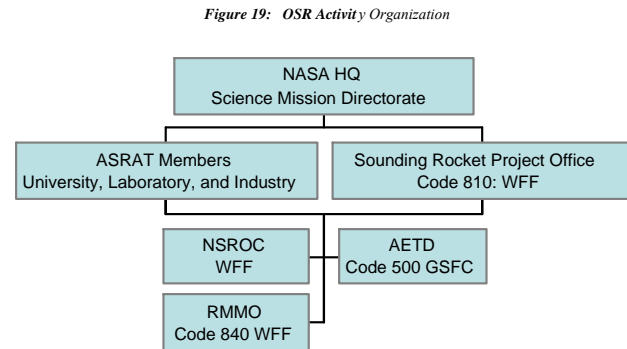 Figure 19: OSR Activity Organization
NASA HQ
Science Mission Directorate
ASRAT Members
University, Laboratory, and Industry
Sounding Rocket Project Office
Code 810: WFF
NSROC
WFF
AETD
Code 500 GSFC
RMMO
Code 840 WFF